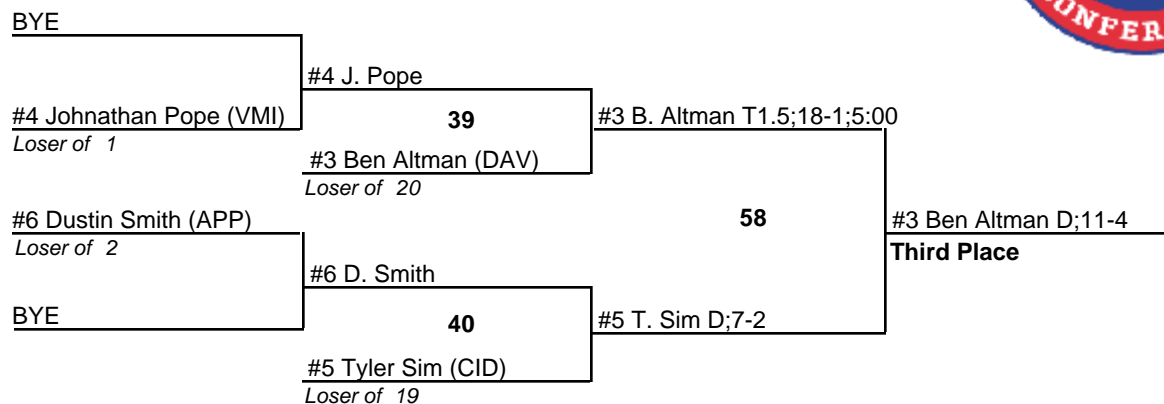 BYE
#4 J. Pope
#4 Johnathan Pope (VMI)
Loser of 1
39
#3 B. Altman T1.5;18-1;5:00
#3 Ben Altman (DAV)
Loser of 20
#6 Dustin Smith (APP)
Loser of 2
58
#3 Ben Altman D;11-4
Third Place
#6 D. Smith
BYE
40
#5 T. Sim D;7-2
#5 Tyler Sim (CID)
Loser of 19